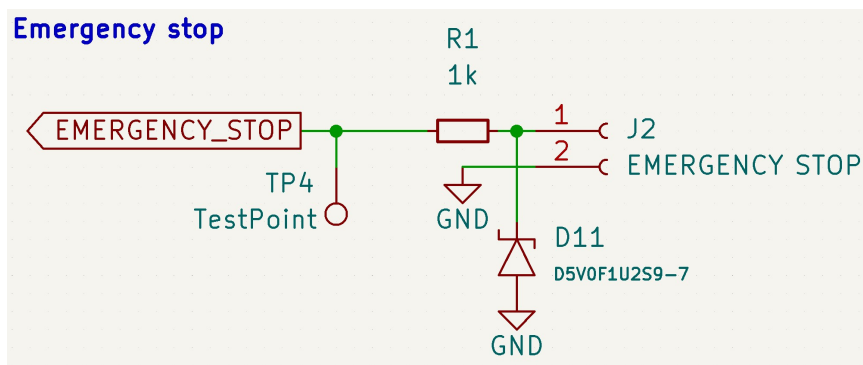 Emergency stop
R1
1k
EMERGENCY_STOP
1
J2
2
EMERGENCY STOP
TP4
TestPoint
GND
D11
D5V0F1U2S9-7
GND